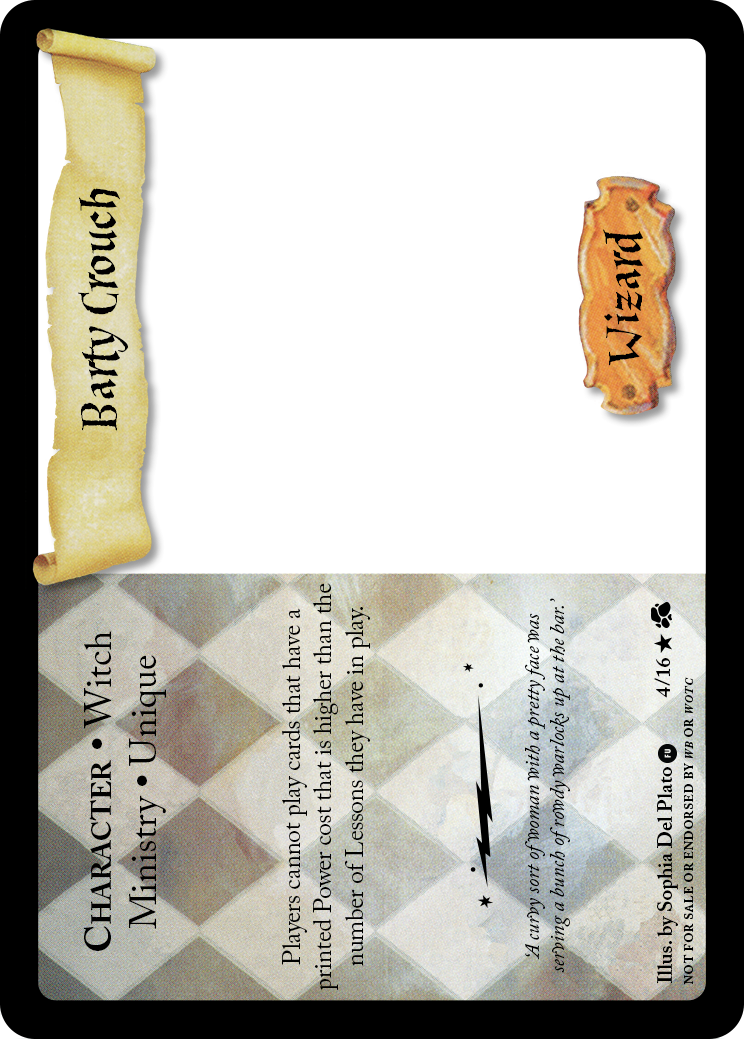 Barty Crouch
Wizard
CHARACTER • Witch
Ministry • Unique
Players cannot play cards that have a
printed Power cost that is higher than the
number of Lessons they have in play.
'A curvy sort of woman with a pretty face was
serving a bunch of rowdy warlocks up at the bar.'
Illus. by Sophia Del Plato FU 4/16
NOT FOR SALE OR ENDORSED BY WB OR WOTC